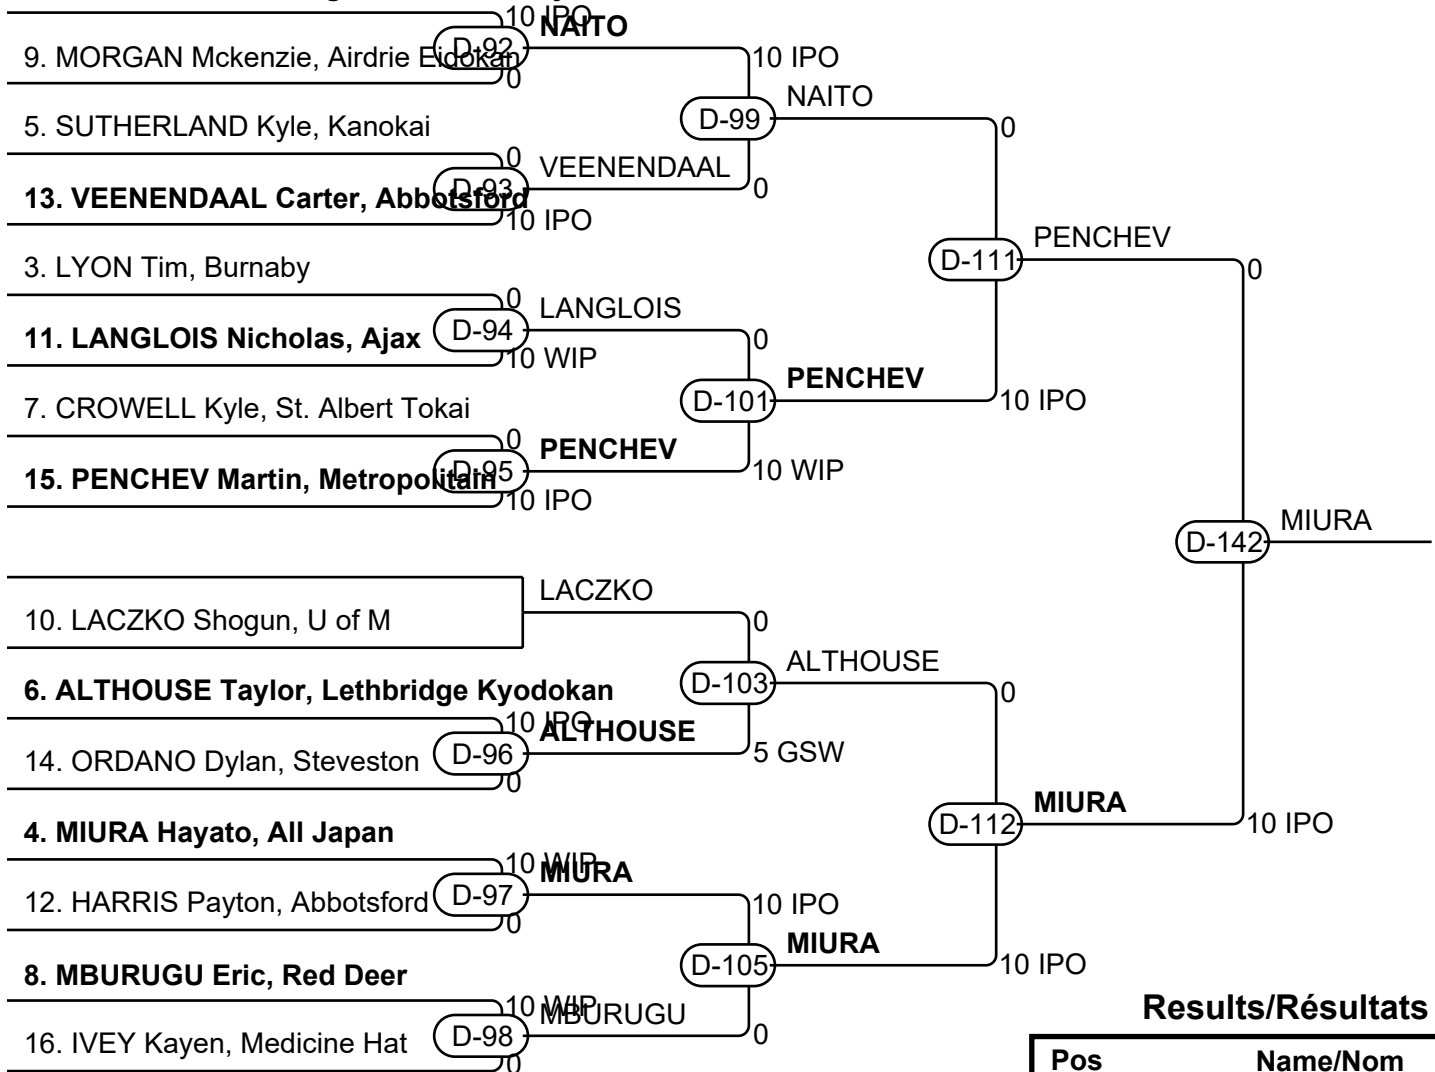 10 IPO
NAITO
D-92
9. MORGAN Mckenzie, Airdrie Eidokan
0
10 IPO
NAITO
D-99
0
5. SUTHERLAND Kyle, Kanokai
0
VEENENDAAL
D-93
0
13. VEENENDAAL Carter, Abbotsford
10 IPO
PENCHEV
D-111
0
3. LYON Tim, Burnaby
0
LANGLOIS
D-94
0
11. LANGLOIS Nicholas, Ajax
10 WIP
PENCHEV
D-101
10 IPO
7. CROWELL Kyle, St. Albert Tokai
0
PENCHEV
D-95
10 WIP
15. PENCHEV Martin, Metropolitain
10 IPO
MIURA
D-142
LACZKO
10. LACZKO Shogun, U of M
0
ALTHOUSE
D-103
0
6. ALTHOUSE Taylor, Lethbridge Kyodokan
10 IPO
ALTHOUSE
D-96
5 GSW
14. ORDANO Dylan, Steveston
0
MIURA
D-112
10 IPO
4. MIURA Hayato, All Japan
10 WIP
MIURA
D-97
10 IPO
12. HARRIS Payton, Abbotsford
0
MIURA
D-105
10 IPO
8. MBURUGU Eric, Red Deer
10 WIP
MBURUGU
D-98
0
16. IVEY Kayen, Medicine Hat
0
Results/Résultats
Pos Name/Nom